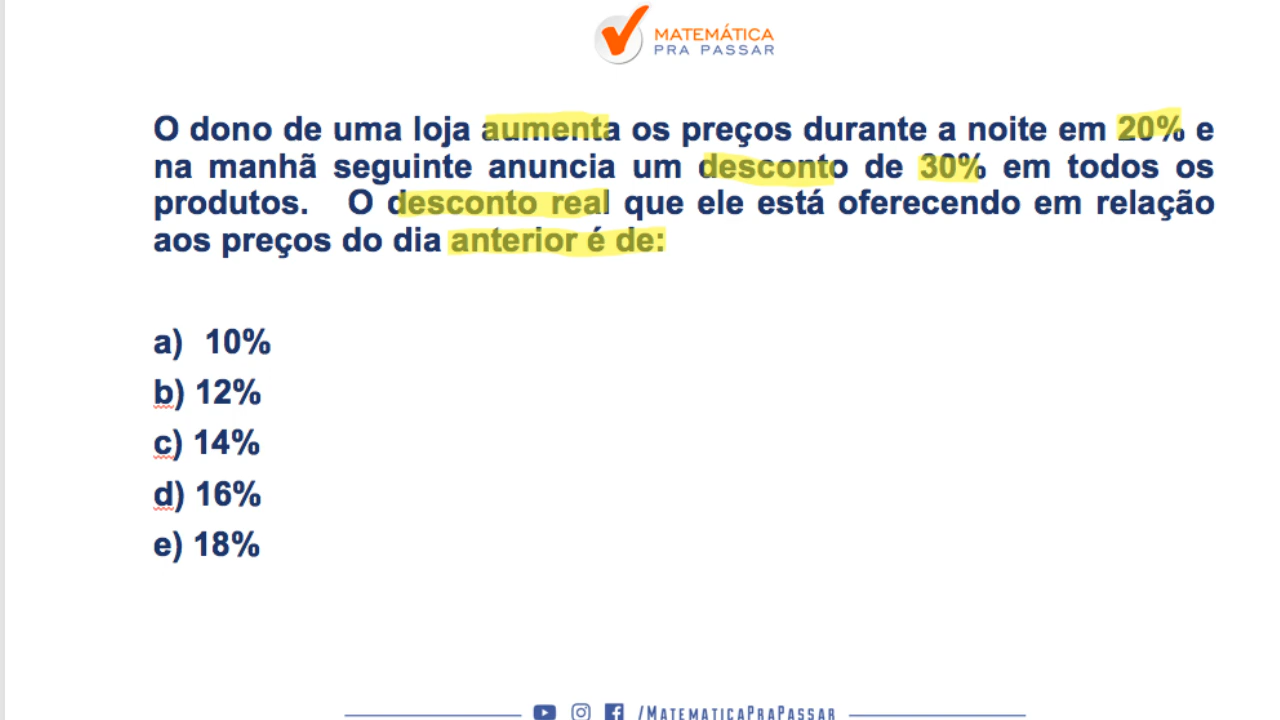 MATEMÁTICA
PRA PASSAR
O dono de uma loja aumenta os preços durante a noite em 20% e
na manhã seguinte anuncia um desconto de 30% em todos os
produtos. O desconto real que ele está oferecendo em relação
aos preços do dia anterior é de:
a) 10%
b) 12%
c) 14%
d) 16%
e) 18%
/MATEMATICAPRAPASSAR